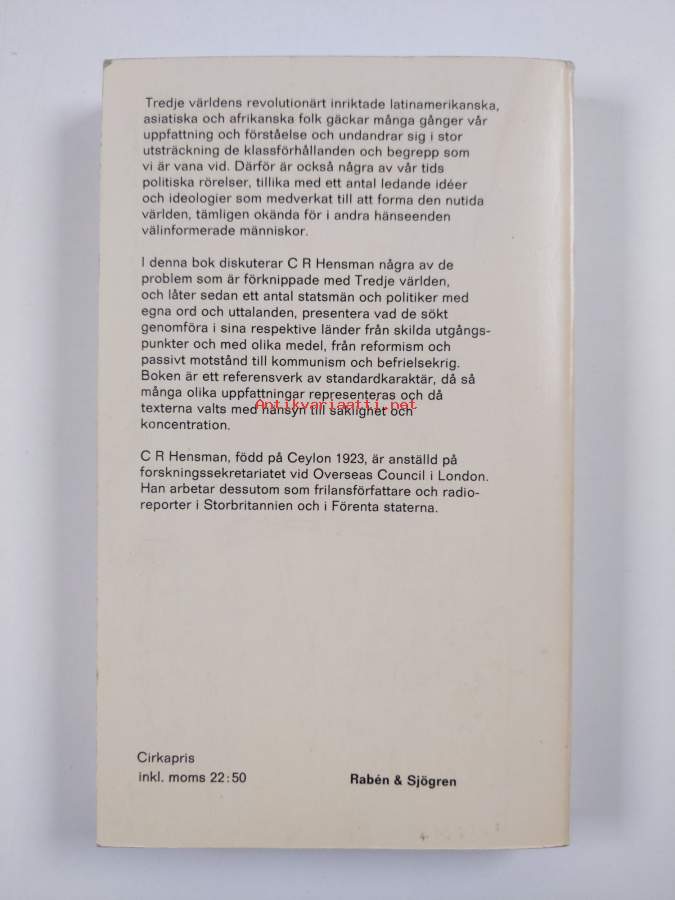 Tredje världens revolutionärt inriktade latinamerikanska,
asiatiska och afrikanska folk gäckar många gånger vår
uppfattning och förståelse och undandrar sig i stor
utsträckning de klassförhållanden och begrepp som
vi är vana vid. Därför är också några av vår tids
politiska rörelser, tillika med ett antal ledande idéer
och ideologier som medverkat till att forma den nutida
världen, tämligen okända för i andra hänseenden
välinformerade människor.
I denna bok diskuterar C R Hensman några av de
problem som är förknippade med Tredje världen,
och låter sedan ett antal statsmän och politiker med
egna ord och uttalanden, presentera vad de sökt
genomföra i sina respektive länder från skilda utgångs-
punkter och med olika medel, från reformism och
passivt motstånd till kommunism och befrielsekrig.
Boken är ett referensverk av standardkaraktär, då så
många olika uppfattningar representeras och då
Antikvariaatti.net
texterna valts med hänsyn till saklighet och
koncentration.
C R Hensman, född på Ceylon 1923, är anställd på
forskningssekretariatet vid Overseas Council i London.
Han arbetar dessutom som frilansförfattare och radio-
reporter i Storbritannien och i Förenta staterna.
Cirkapris
inkl. moms 22:50
Rabén & Sjögren